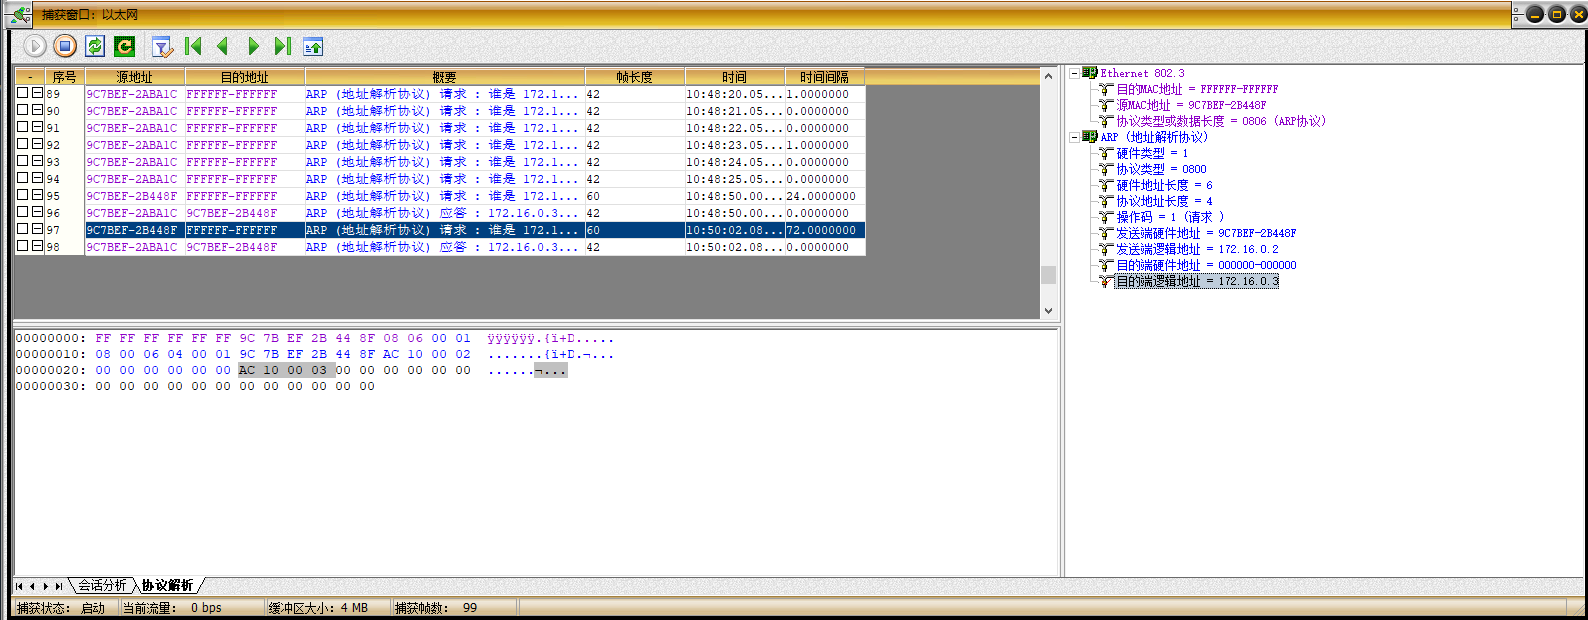 捕获窗口: 以太网
- 序号 源地址 目的地址 概要 帧长度 时间 时间间隔
89 9C7BEF-2ABA1C FFFFFF-FFFFFF ARP (地址解析协议) 请求 : 谁是 172.1... 42 10:48:20.05... 1.0000000
90 9C7BEF-2ABA1C FFFFFF-FFFFFF ARP (地址解析协议) 请求 : 谁是 172.1... 42 10:48:21.05... 0.0000000
91 9C7BEF-2ABA1C FFFFFF-FFFFFF ARP (地址解析协议) 请求 : 谁是 172.1... 42 10:48:22.05... 0.0000000
92 9C7BEF-2ABA1C FFFFFF-FFFFFF ARP (地址解析协议) 请求 : 谁是 172.1... 42 10:48:23.05... 1.0000000
93 9C7BEF-2ABA1C FFFFFF-FFFFFF ARP (地址解析协议) 请求 : 谁是 172.1... 42 10:48:24.05... 0.0000000
94 9C7BEF-2ABA1C FFFFFF-FFFFFF ARP (地址解析协议) 请求 : 谁是 172.1... 42 10:48:25.05... 0.0000000
95 9C7BEF-2B448F FFFFFF-FFFFFF ARP (地址解析协议) 请求 : 谁是 172.1... 60 10:48:50.00... 24.0000000
96 9C7BEF-2ABA1C 9C7BEF-2B448F ARP (地址解析协议) 应答 : 172.16.0.3... 42 10:48:50.00... 0.0000000
97 9C7BEF-2B448F FFFFFF-FFFFFF ARP (地址解析协议) 请求 : 谁是 172.1... 60 10:50:02.08... 72.0000000
98 9C7BEF-2ABA1C 9C7BEF-2B448F ARP (地址解析协议) 应答 : 172.16.0.3... 42 10:50:02.08... 0.0000000
Ethernet 802.3
目的MAC地址 = FFFFFF-FFFFFF
源MAC地址 = 9C7BEF-2B448F
协议类型或数据长度 = 0806 (ARP协议)
ARP (地址解析协议)
硬件类型 = 1
协议类型 = 0800
硬件地址长度 = 6
协议地址长度 = 4
操作码 = 1 (请求 )
发送端硬件地址 = 9C7BEF-2B448F
发送端逻辑地址 = 172.16.0.2
目的端硬件地址 = 000000-000000
目的端逻辑地址 = 172.16.0.3
00000000: FF FF FF FF FF FF 9C 7B EF 2B 44 8F 08 06 00 01 ÿÿÿÿÿÿ.{ï+D.....
00000010: 08 00 06 04 00 01 9C 7B EF 2B 44 8F AC 10 00 02 .......{ï+D.¬...
00000020: 00 00 00 00 00 00 AC 10 00 03 00 00 00 00 00 00 ......¬...
00000030: 00 00 00 00 00 00 00 00 00 00 00 00
会话分析 协议解析
捕获状态: 启动 当前流量: 0 bps 缓冲区大小: 4 MB 捕获帧数: 99